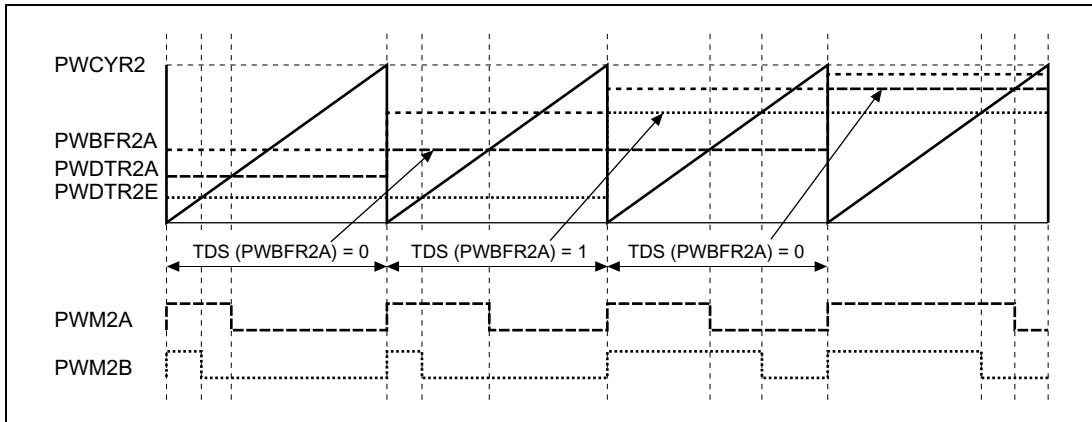 PWCYR2
PWBFR2A
PWDTR2A
PWDTR2E
TDS (PWBFR2A) = 0
TDS (PWBFR2A) = 1
TDS (PWBFR2A) = 0
PWM2A
PWM2B